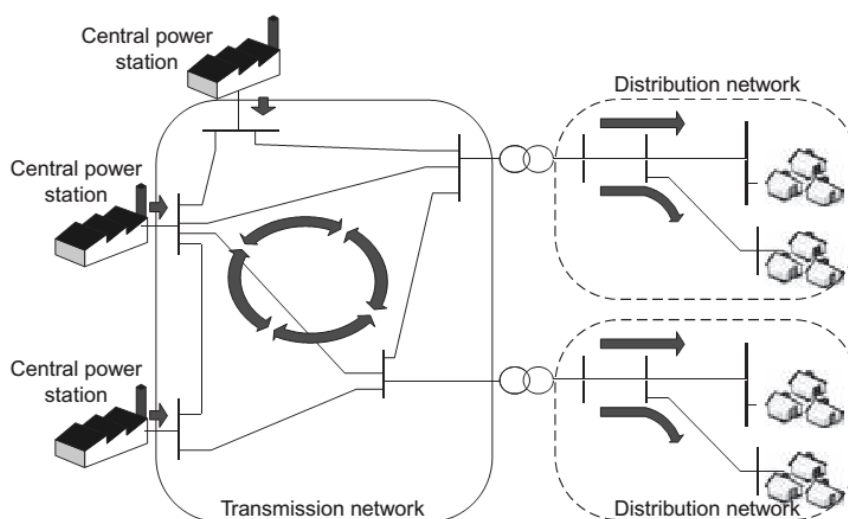 Central power
station
Distribution network
Central power
station
Central power
station
Transmission network
Distribution network